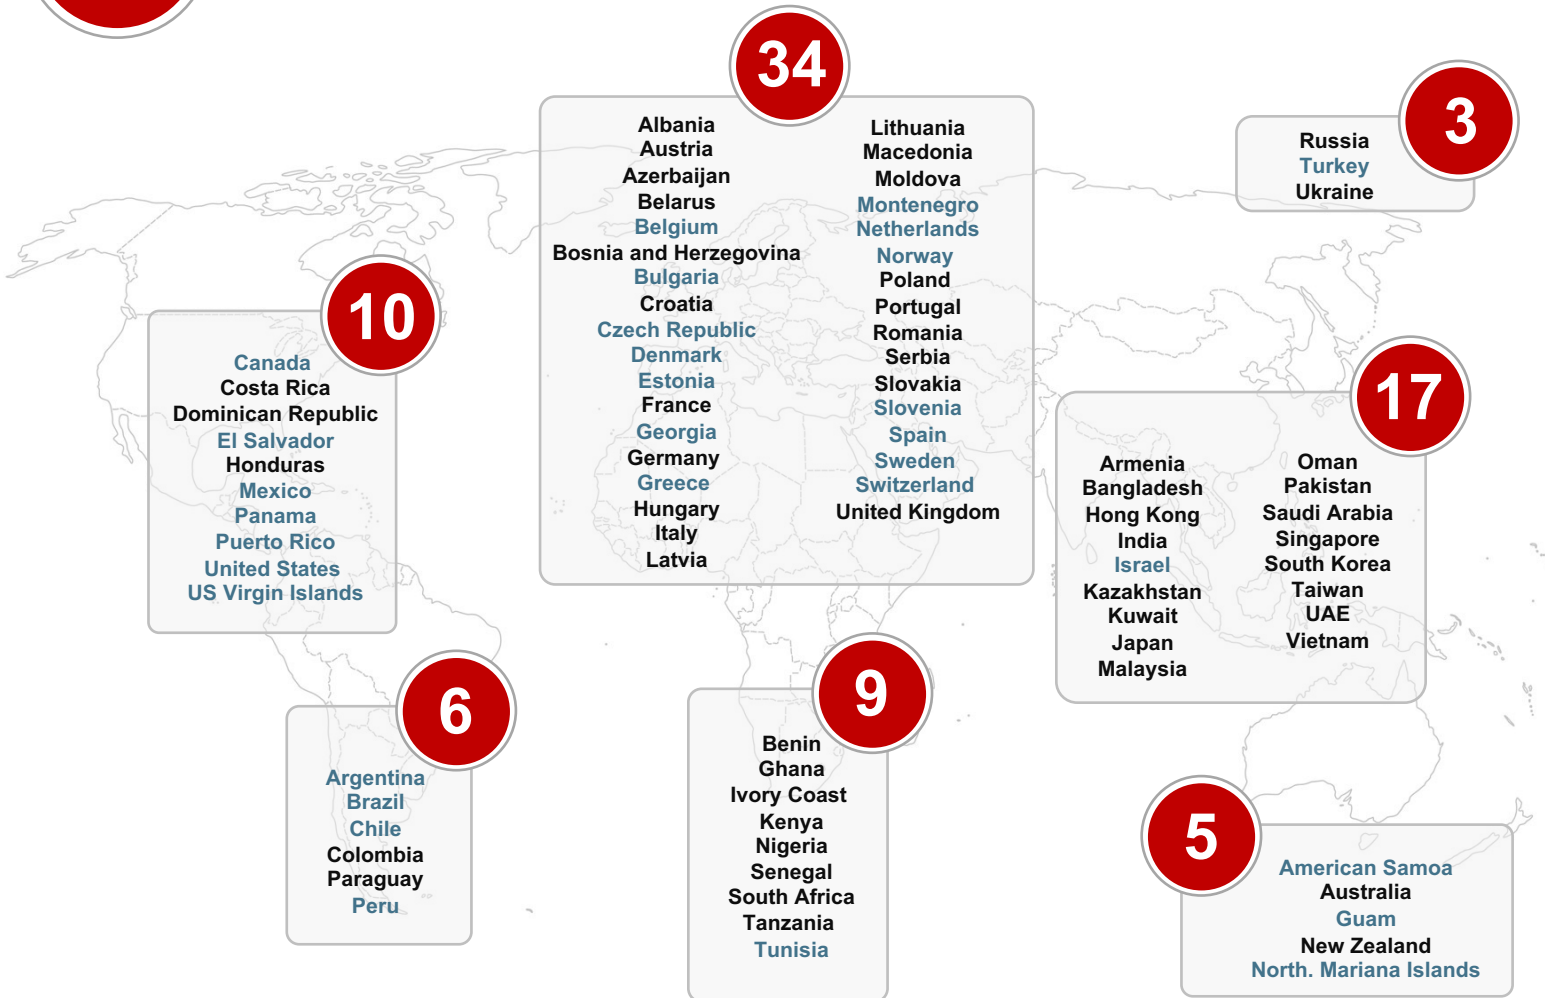 34
Albania
Austria
Azerbaijan
Belarus
Belgium
Bosnia and Herzegovina
Bulgaria
Croatia
Czech Republic
Denmark
Estonia
France
Georgia
Germany
Greece
Hungary
Italy
Latvia
Lithuania
Macedonia
Moldova
Montenegro
Netherlands
Norway
Poland
Portugal
Romania
Serbia
Slovakia
Slovenia
Spain
Sweden
Switzerland
United Kingdom
3
Russia
Turkey
Ukraine
10
Canada
Costa Rica
Dominican Republic
El Salvador
Honduras
Mexico
Panama
Puerto Rico
United States
US Virgin Islands
17
Armenia
Bangladesh
Hong Kong
India
Israel
Kazakhstan
Kuwait
Japan
Malaysia
Oman
Pakistan
Saudi Arabia
Singapore
South Korea
Taiwan
UAE
Vietnam
6
Argentina
Brazil
Chile
Colombia
Paraguay
Peru
9
Benin
Ghana
Ivory Coast
Kenya
Nigeria
Senegal
South Africa
Tanzania
Tunisia
5
American Samoa
Australia
Guam
New Zealand
North. Mariana Islands